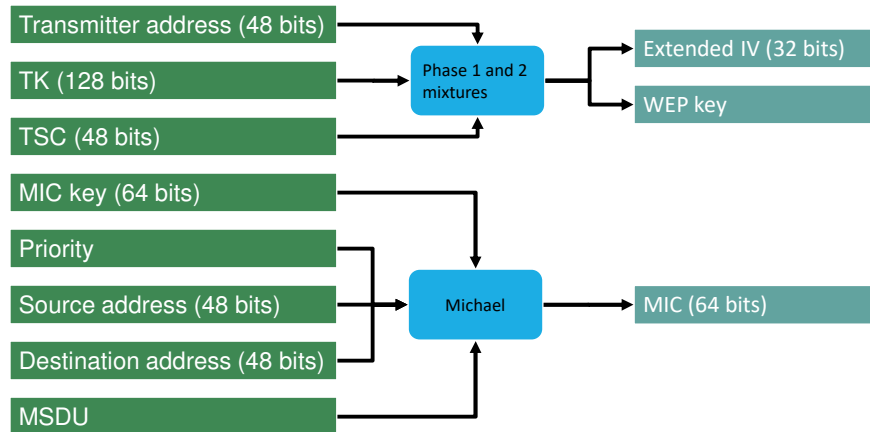 Transmitter address (48 bits)
TK (128 bits)
TSC (48 bits)
Phase 1 and 2
mixtures
Extended IV (32 bits)
WEP key
MIC key (64 bits)
Priority
Source address (48 bits)
Destination address (48 bits)
MSDU
Michael
MIC (64 bits)